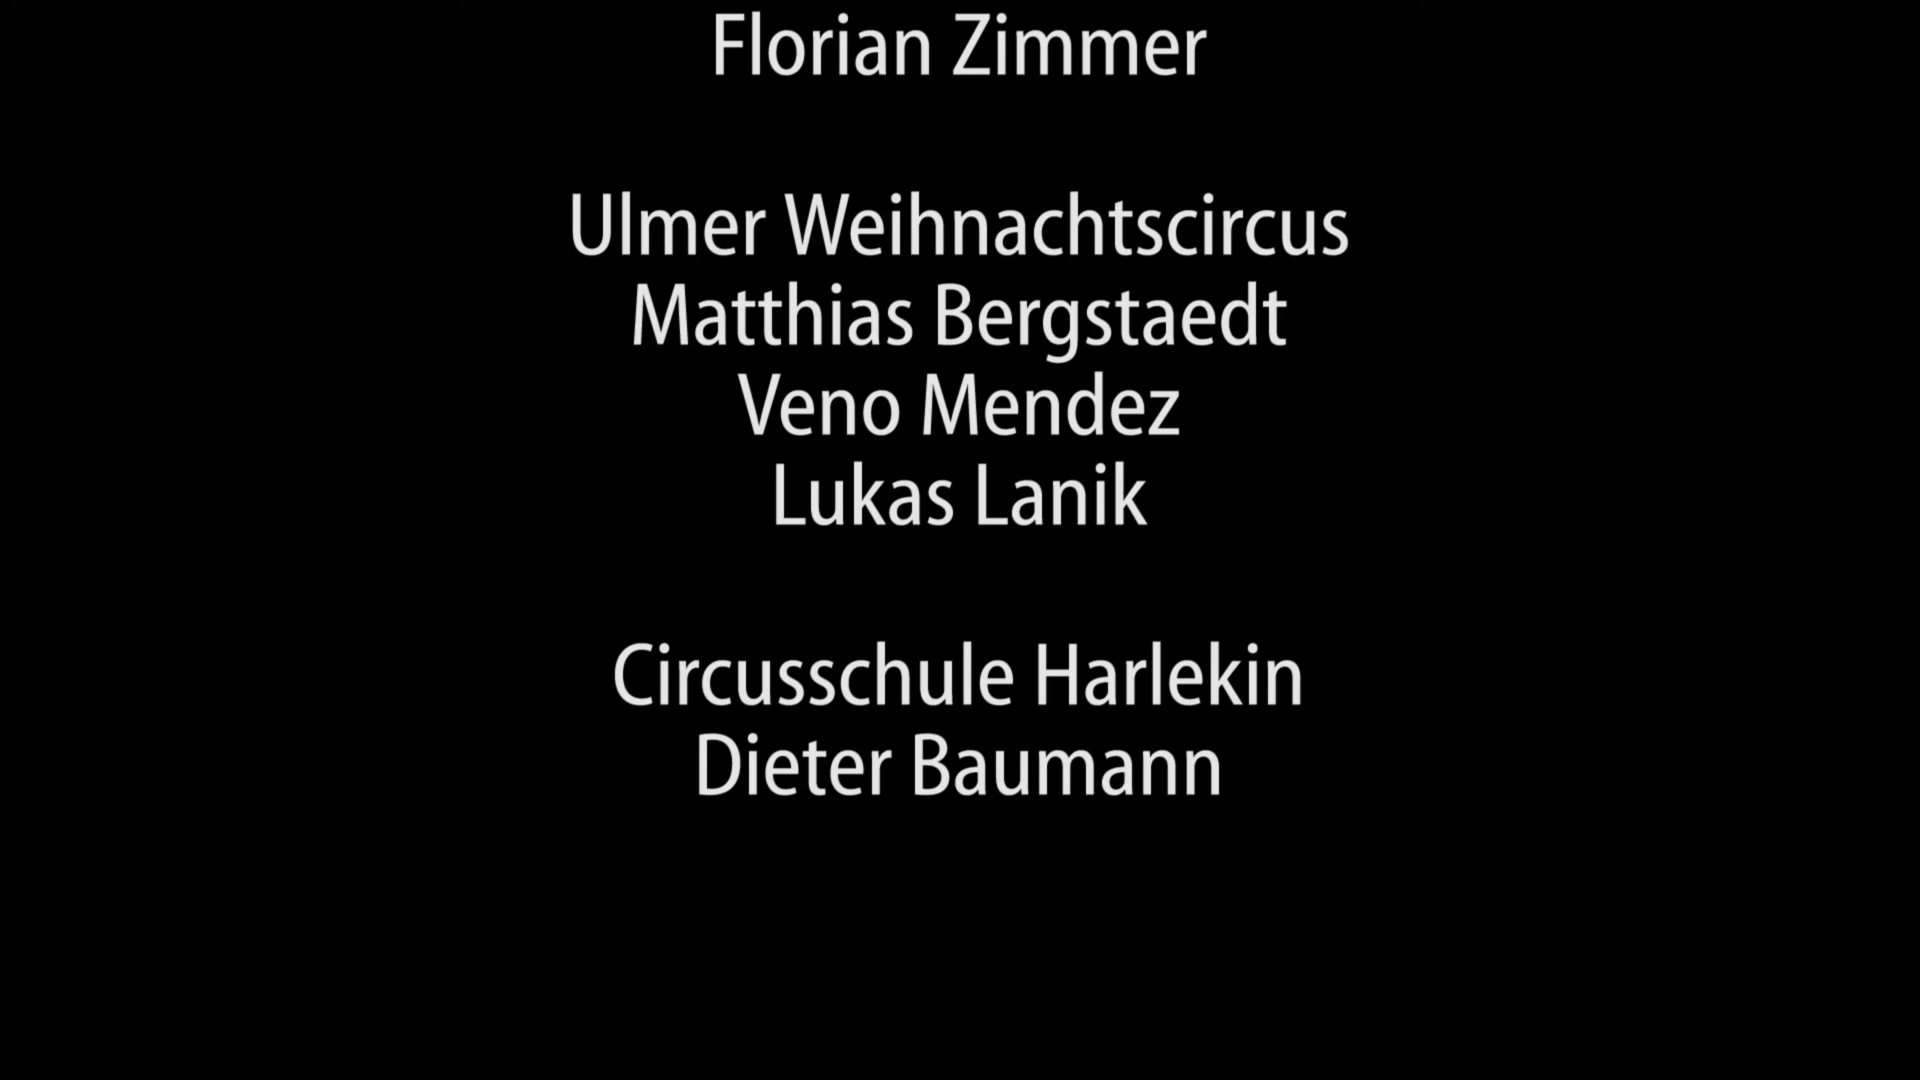 Florian Zimmer
Ulmer Weihnachtscircus
Matthias Bergstaedt
Veno Mendez
Lukas Lanik
Circusschule Harlekin
Dieter Baumann